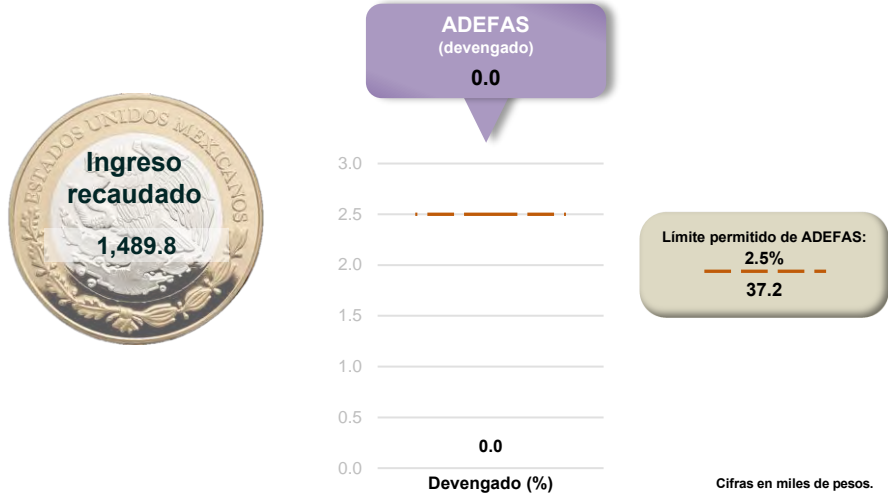 ADEFAS
(devengado)
0.0
ESTADOS UNIDOS MEXICANOS
Ingreso
recaudado
1,489.8
3.0
2.5
2.0
1.5
1.0
0.5
0.0
0.0
Devengado (%)
Límite permitido de ADEFAS:
2.5%
37.2
Cifras en miles de pesos.